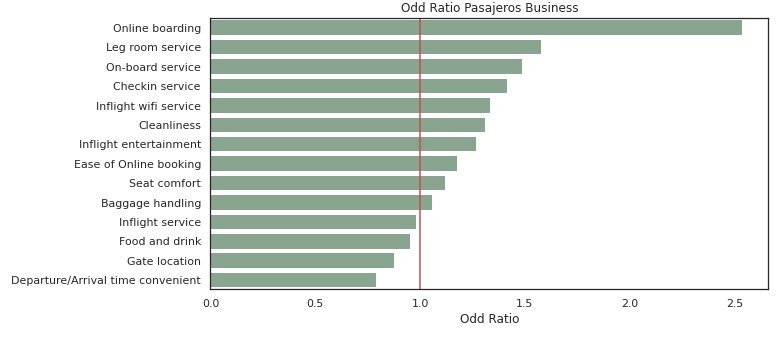 Odd Ratio Pasajeros Business
Online boarding
Leg room service
On-board service
Checkin service
Inflight wifi service
Cleanliness
Inflight entertainment
Ease of Online booking
Seat comfort
Baggage handling
Inflight service
Food and drink
Gate location
Departure/Arrival time convenient
0.0 0.5 1.0 1.5 2.0 2.5
Odd Ratio